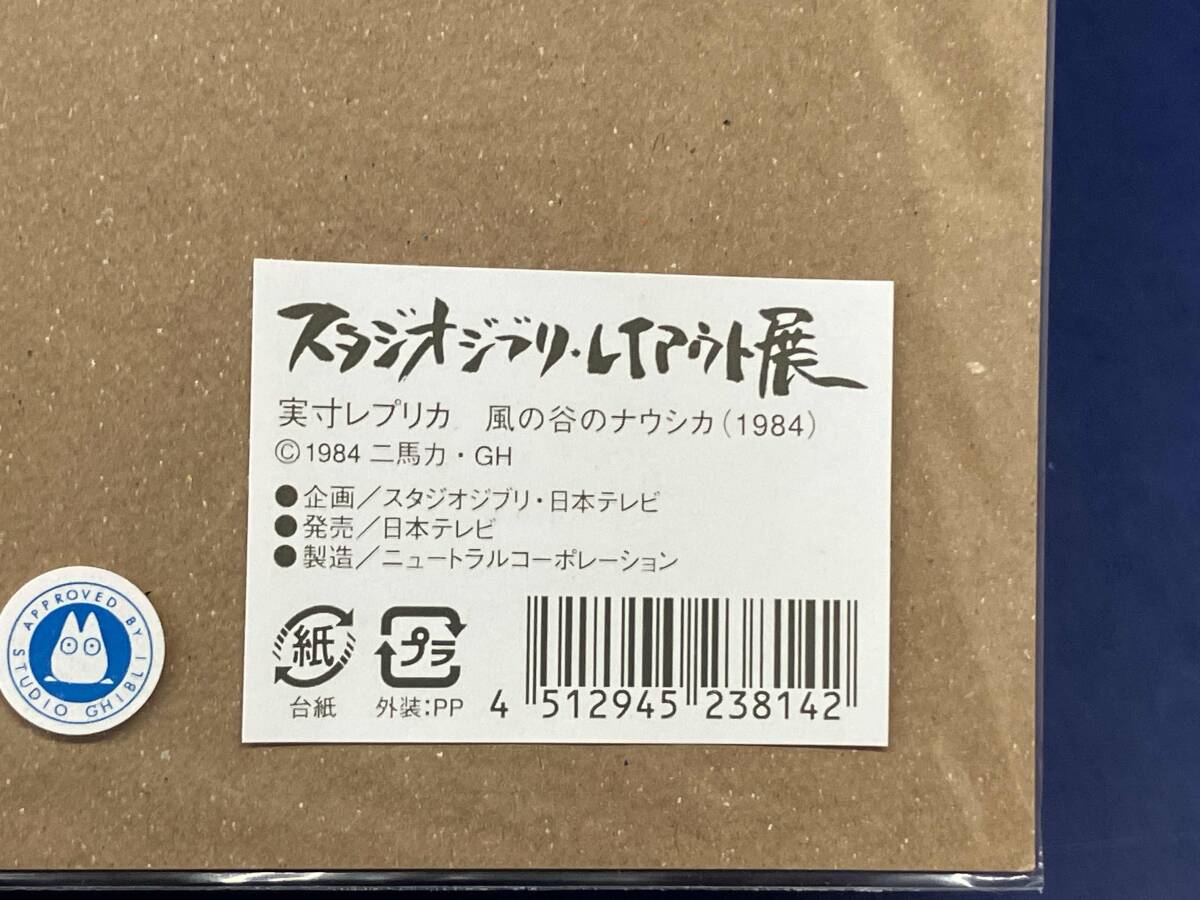 スタジオジブリ・レイアウト展
実寸レプリカ　風の谷のナウシカ（1984）
©1984 二馬力・GH
●企画／スタジオジブリ・日本テレビ
●発売／日本テレビ
●製造／ニュートラルコーポレーション
紙
プラ
台紙
外装：PP
4 512945 238142
APPROVED BY
STUDIO GHIBLI